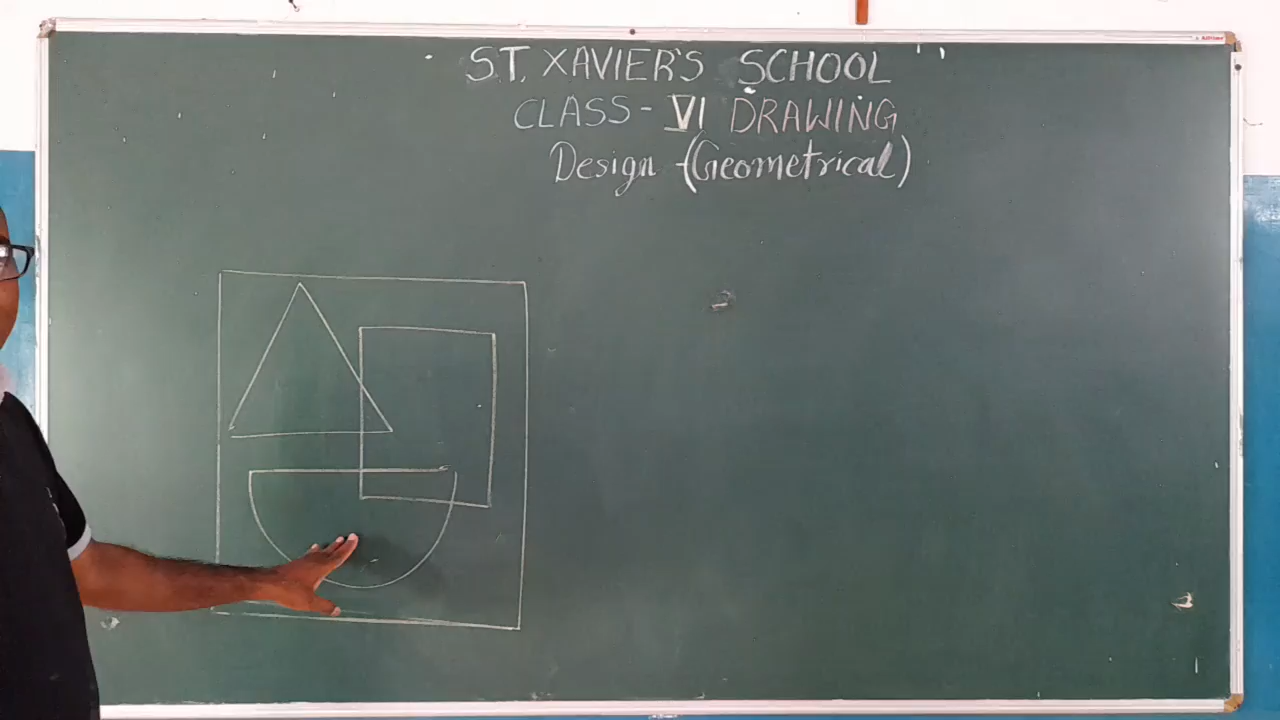 ST. XAVIER'S SCHOOL
CLASS - VI DRAWING
Design - (Geometrical)